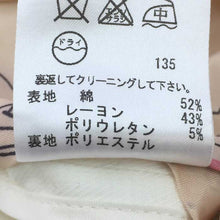 ドライ
135
裏返してクリーニングして下さい。
表地 綿 52%
レーヨン 43%
ポリウレタン 5%
裏地 ポリエステル